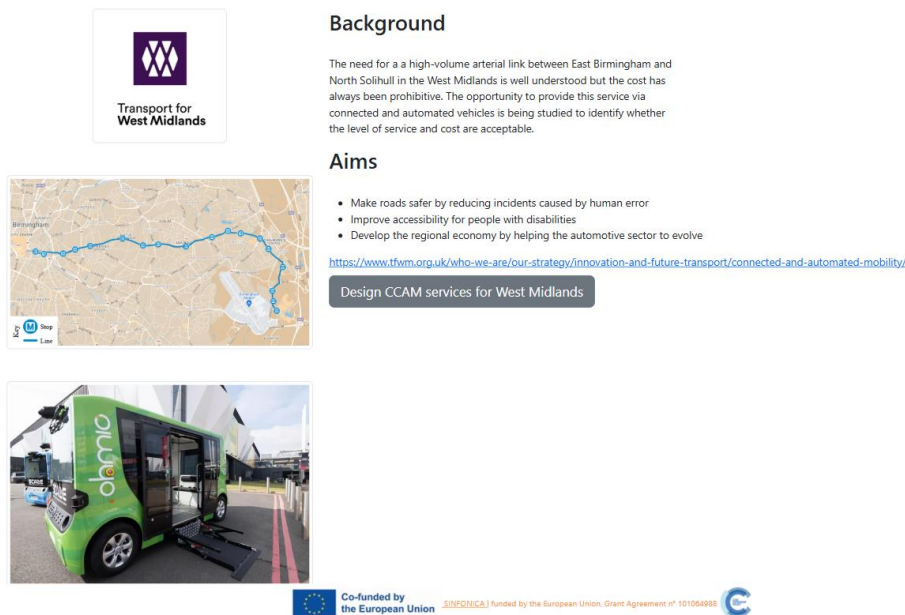 Transport for
West Midlands
Background
The need for a a high-volume arterial link between East Birmingham and
North Solihull in the West Midlands is well understood but the cost has
always been prohibitive. The opportunity to provide this service via
connected and automated vehicles is being studied to identify whether
the level of service and cost are acceptable.
Aims
Make roads safer by reducing incidents caused by human error
Improve accessibility for people with disabilities
Develop the regional economy by helping the automotive sector to evolve
https://www.tfwm.org.uk/who-we-are/our-strategy/innovation-and-future-transport/connected-and-automated-mobility/
Design CCAM services for West Midlands
Birmingham
Key
M Stop
Line
ohmio
Co-funded by
the European Union
SINFONICA | funded by the European Union, Grant Agreement n° 101064988